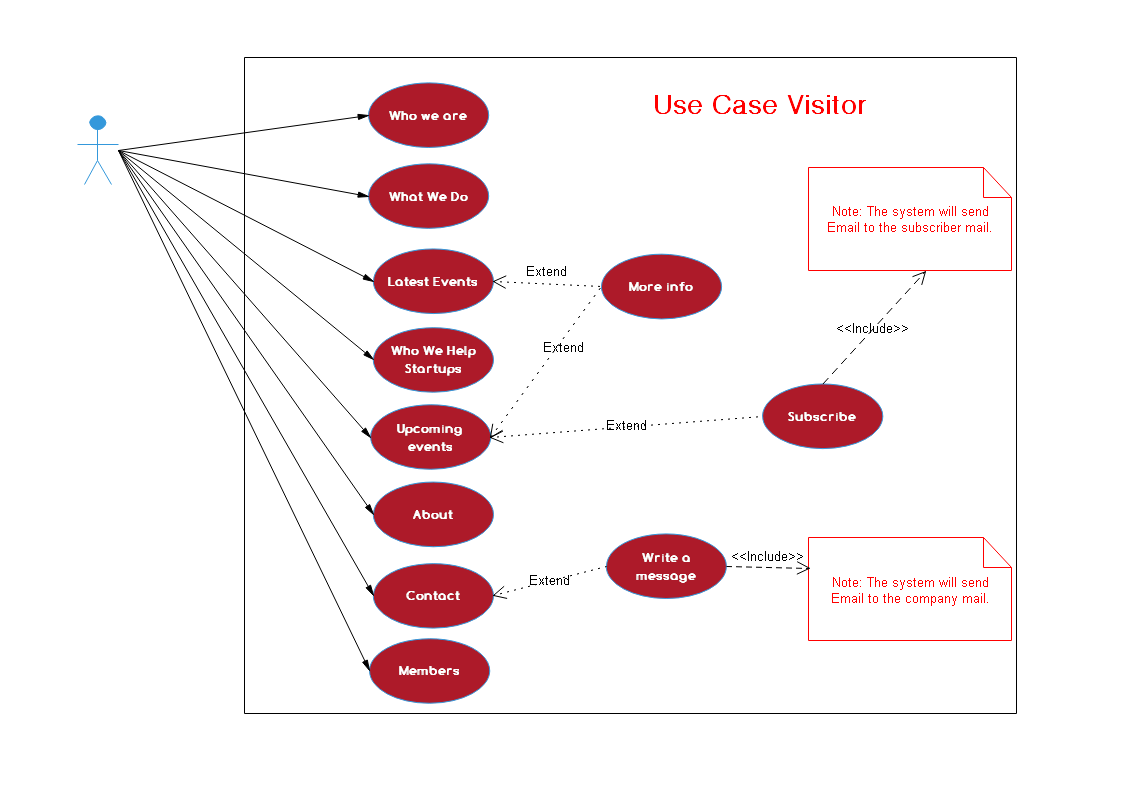 Use Case Visitor
Who we are
What We Do
Note: The system will send
Email to the subscriber mail.
Latest Events
Extend
More info
<<Include>>
Extend
Who We Help
Startups
Upcoming
events
Extend
Subscribe
About
Write a
message
<<Include>>
Note: The system will send
Email to the company mail.
Extend
Contact
Members